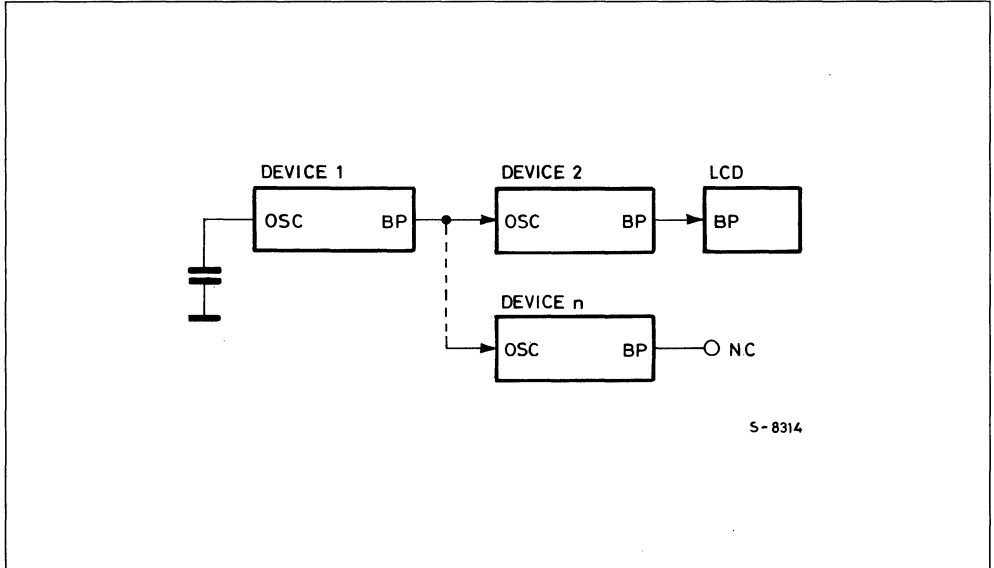 DEVICE 1
DEVICE 2
LCD
OSC BP
OSC BP
BP
DEVICE n
OSC BP
NC
S-8314